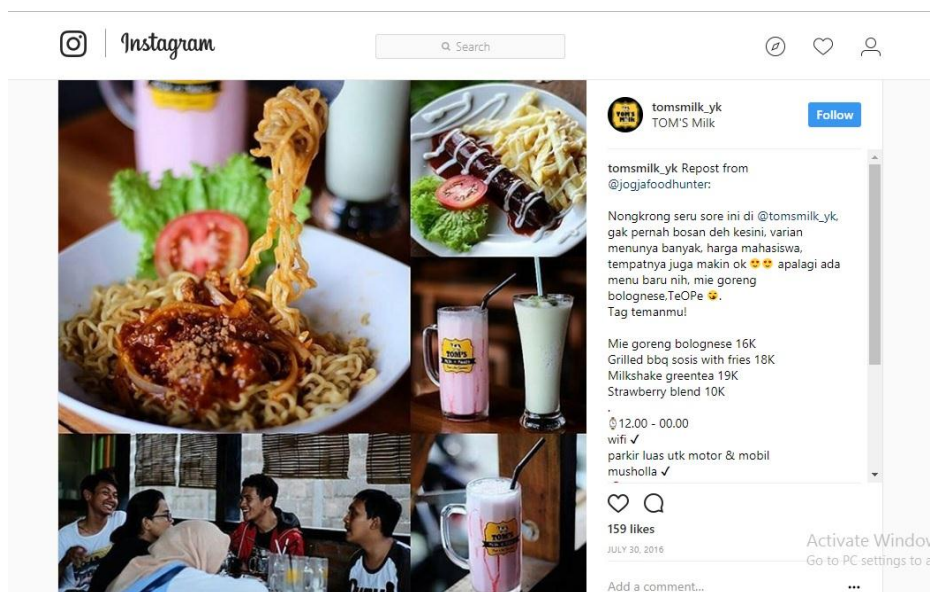 Instagram
Search
tomsmilk_yk
TOM'S Milk
Follow
tomsmilk_yk Repost from
@jogjafoodhunter:
Nongkrong seru sore ini di @tomsmilk_yk,
gak pernah bosan deh kesini, varian
menunya banyak, harga mahasiswa,
tempatnya juga makin ok 😍😍 apalagi ada
menu baru nih, mie goreng
bolognese,TeOPe 😘.
Tag temanmu!
Mie goreng bolognese 16K
Grilled bbq sosis with fries 18K
Milkshake greentea 19K
Strawberry blend 10K
.
⌚12.00 - 00.00
wifi ✓
parkir luas utk motor & mobil
musholla ✓
159 likes
JULY 30, 2016
Add a comment...
Activate Window
Go to PC settings to a
TOM'S
TOM'S